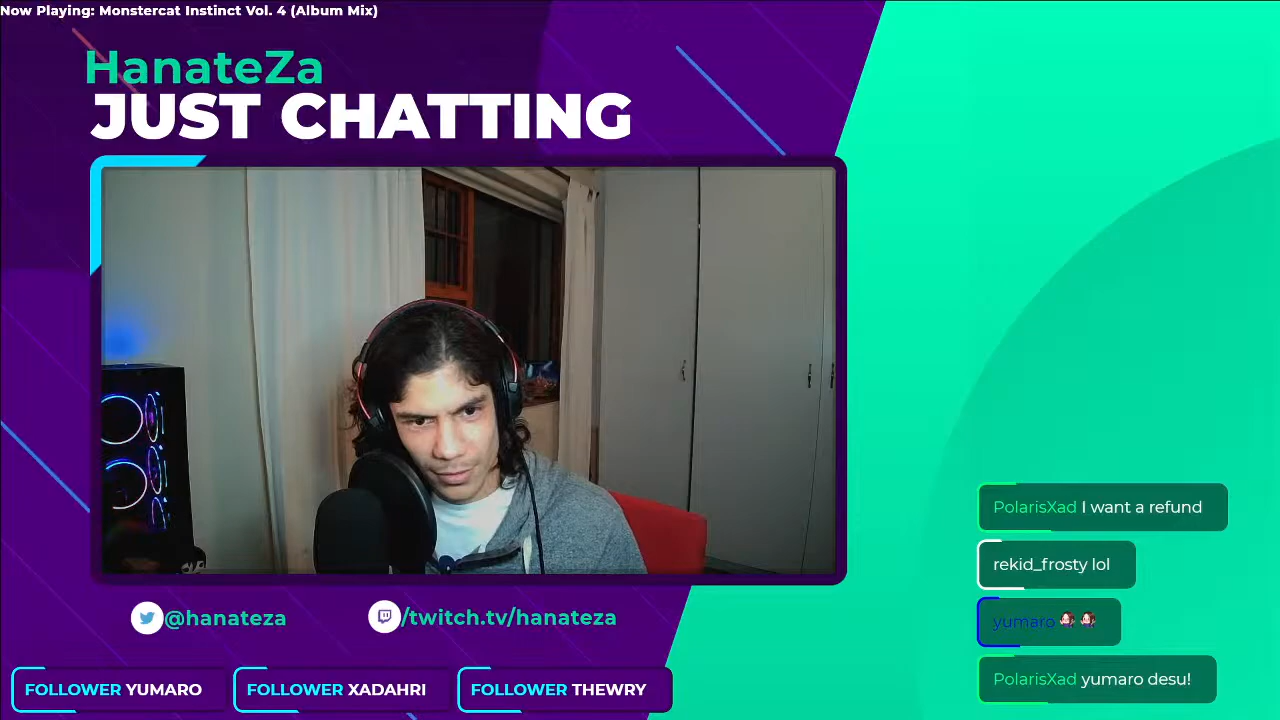 Now Playing: Monstercat Instinct Vol. 4 (Album Mix)
HanateZa
JUST CHATTING
PolarisXad I want a refund
rekid_frosty lol
yumaro
PolarisXad yumaro desu!
@hanateza
/twitch.tv/hanateza
FOLLOWER YUMARO
FOLLOWER XADAHRI
FOLLOWER THEWRY